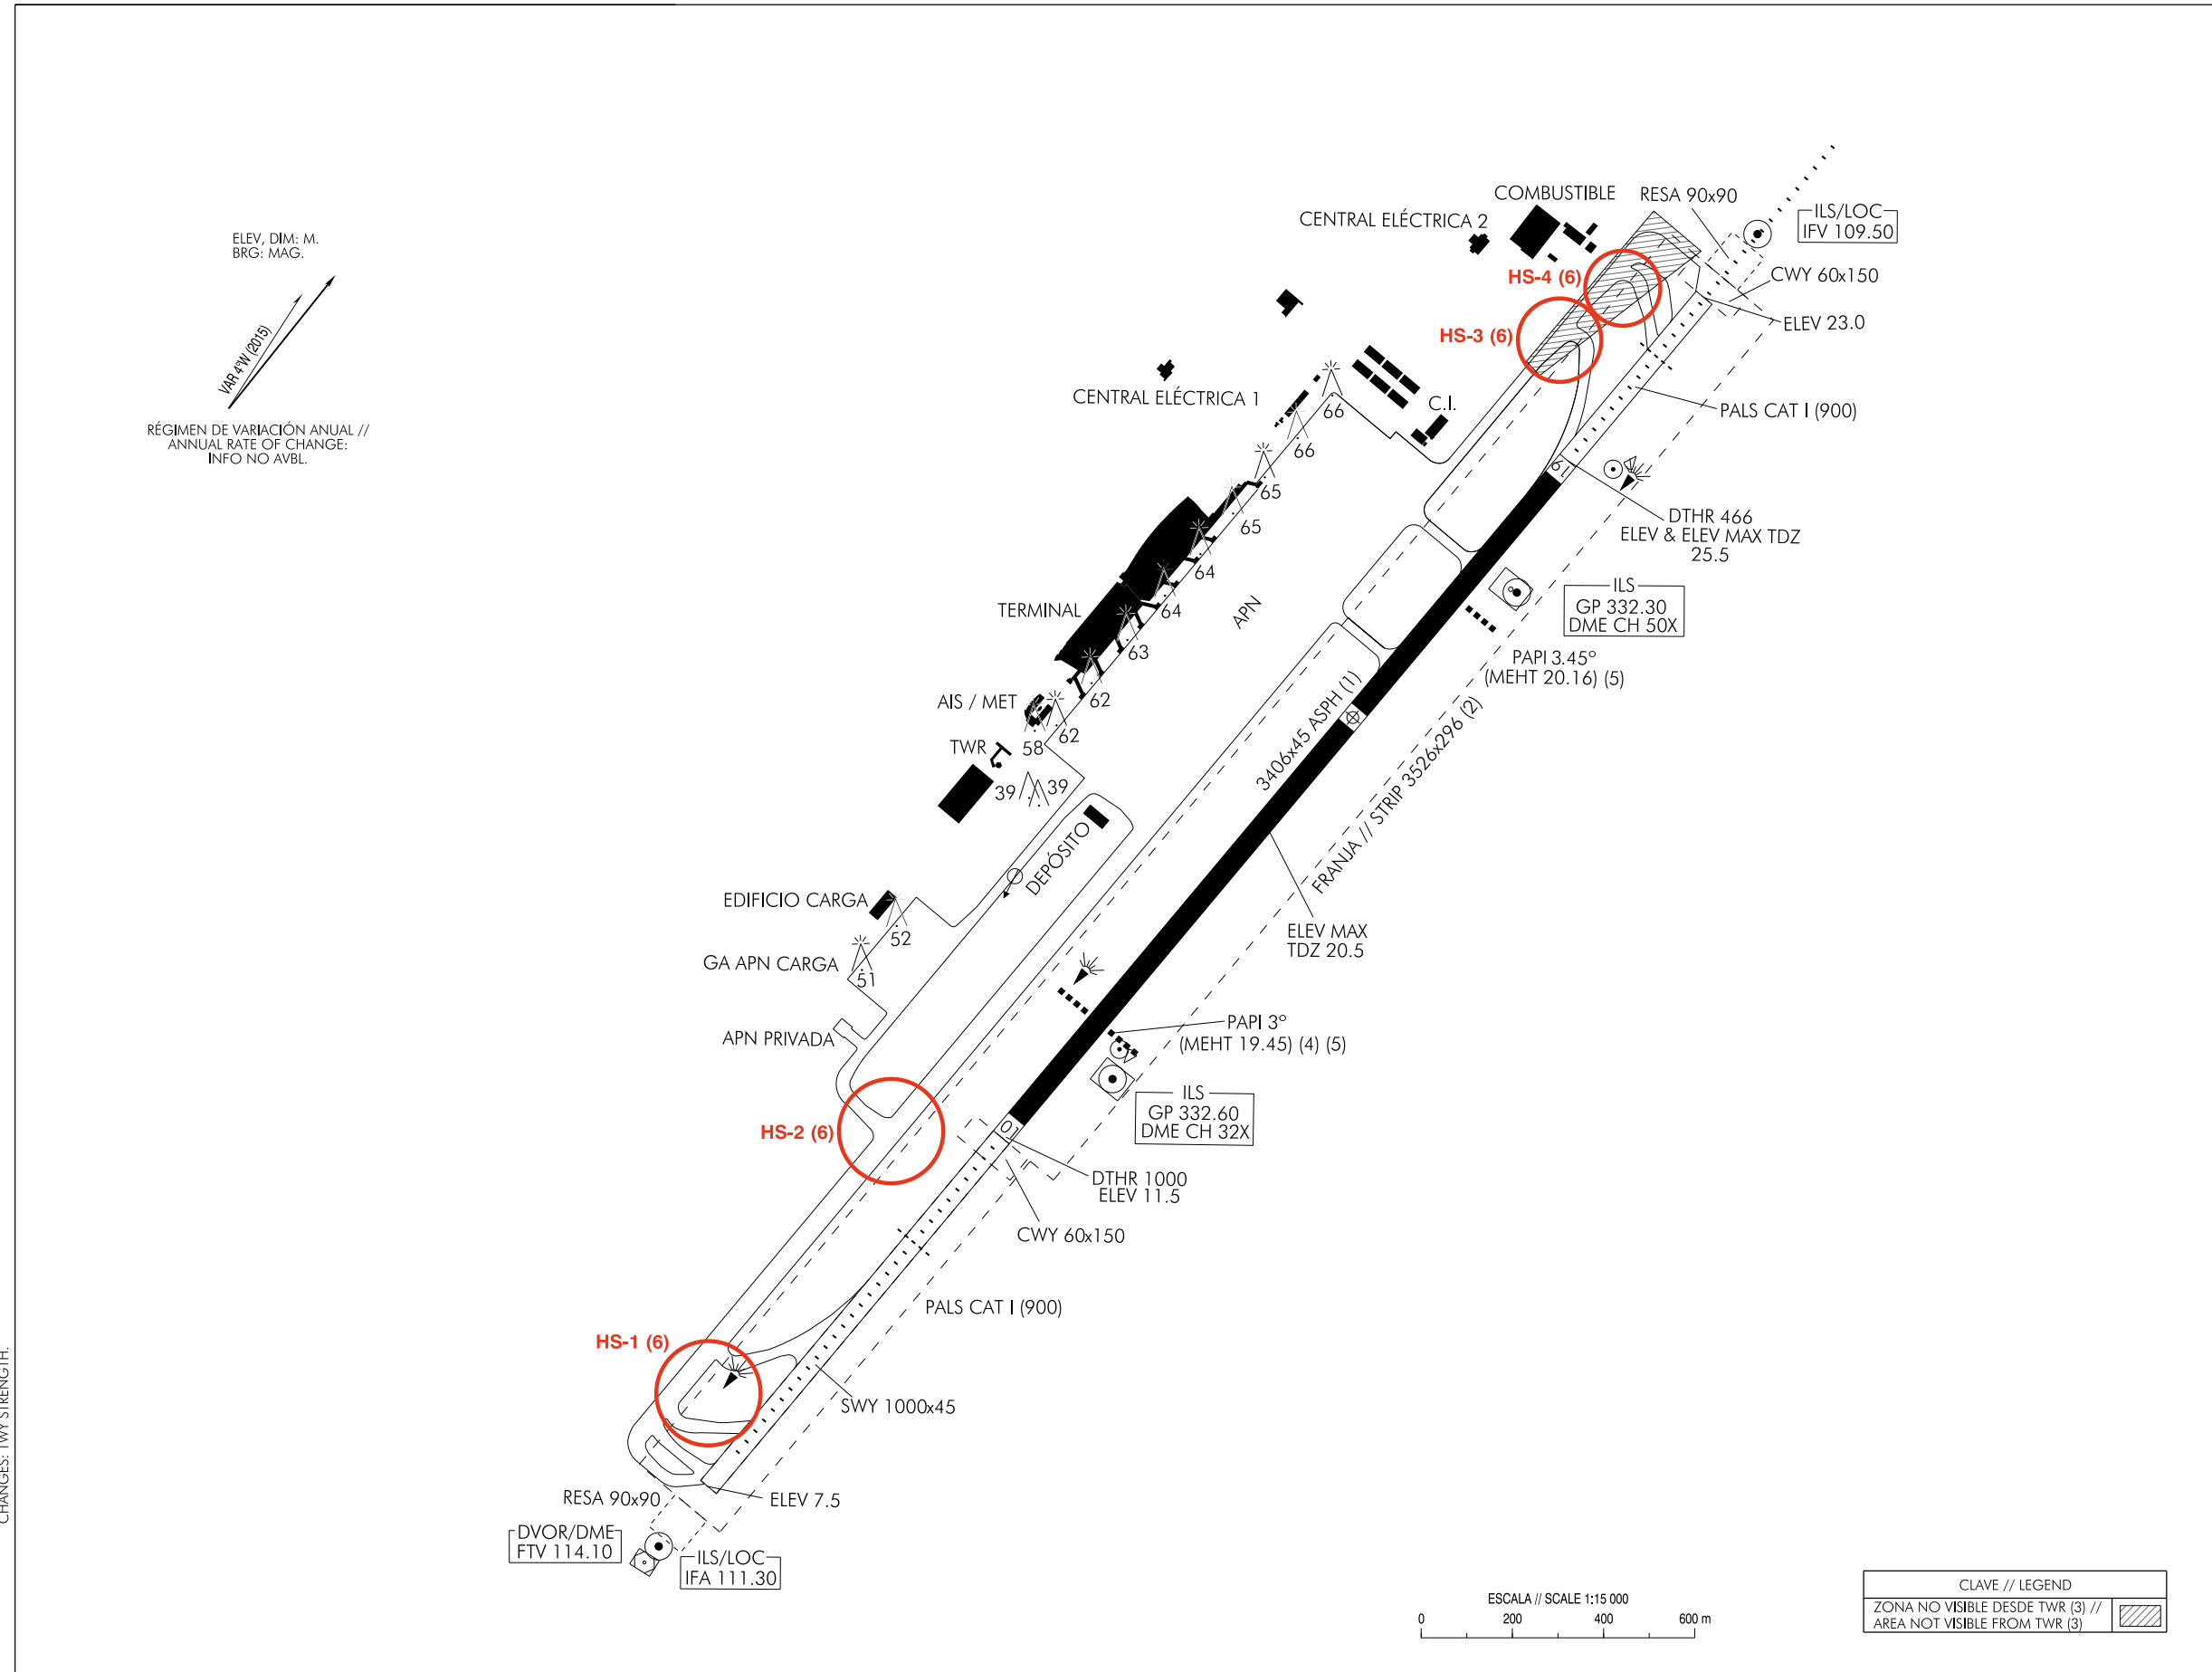 ELEV, DIM: M.
BRG: MAG.
VAR 4ºW (2015)
RÉGIMEN DE VARIACIÓN ANUAL //
ANNUAL RATE OF CHANGE:
INFO NO AVBL.
COMBUSTIBLE
RESA 90x90
CENTRAL ELÉCTRICA 2
ILS/LOC
IFV 109.50
HS-4 (6)
CWY 60x150
HS-3 (6)
ELEV 23.0
CENTRAL ELÉCTRICA 1
66
C.I.
PALS CAT I (900)
66
65
65
19
DTHR 466
ELEV & ELEV MAX TDZ
25.5
64
64
ILS
GP 332.30
DME CH 50X
TERMINAL
APN
63
PAPI 3.45º
(MEHT 20.16) (5)
62
AIS / MET
62
58
TWR
39
39
3406x45 ASPH (1)
FRANJA // STRIP 3526x296 (2)
DEPÓSITO
EDIFICIO CARGA
52
ELEV MAX
TDZ 20.5
GA APN CARGA
51
APN PRIVADA
PAPI 3º
(MEHT 19.45) (4) (5)
ILS
GP 332.60
DME CH 32X
HS-2 (6)
01
DTHR 1000
ELEV 11.5
CWY 60x150
PALS CAT I (900)
HS-1 (6)
SWY 1000x45
RESA 90x90
ELEV 7.5
DVOR/DME
FTV 114.10
ILS/LOC
IFA 111.30
CHANGES: TWY STRENGTH.
ESCALA // SCALE 1:15 000
0 200 400 600 m
CLAVE // LEGEND
ZONA NO VISIBLE DESDE TWR (3) //
AREA NOT VISIBLE FROM TWR (3)